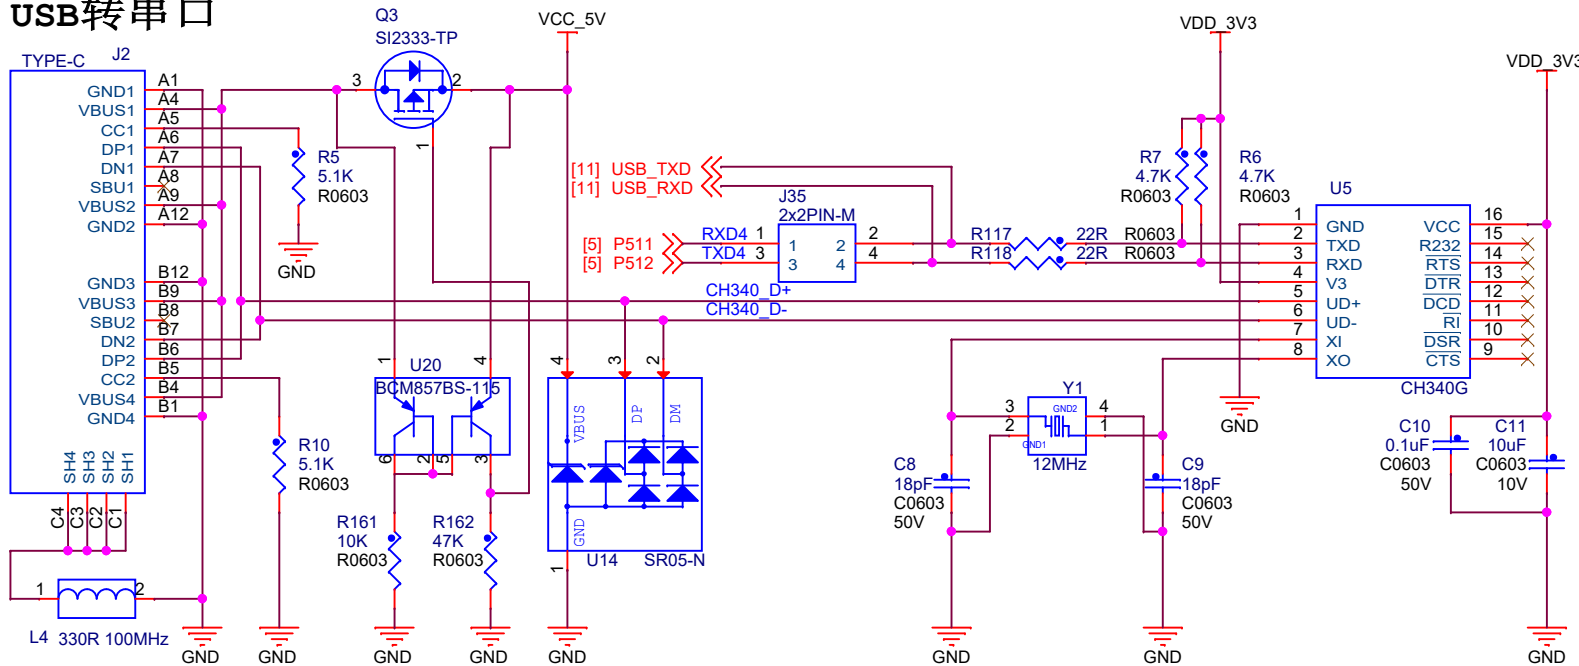 USB转串口
TYPE-C
J2
GND1
VBUS1
CC1
DP1
DN1
SBU1
VBUS2
GND2
GND3
VBUS3
SBU2
DN2
DP2
CC2
VBUS4
GND4
A1
A4
A5
A6
A7
A8
A9
A12
B12
B9
B8
B7
B6
B5
B4
B1
SH4
SH3
SH2
SH1
C4
C3
C2
C1
1
2
L4 330R 100MHz
GND
R5
5.1K
R0603
GND
R10
5.1K
R0603
GND
Q3
SI2333-TP
3
2
1
VCC_5V
1
4
U20
BCM857BS-115
6
2
5
3
R161
10K
R0603
GND
R162
47K
R0603
GND
4
3
2
VBUS
DP
DM
GND
1
U14
SR05-N
GND
[11] USB_TXD
[11] USB_RXD
[5] P511
[5] P512
RXD4
TXD4
J35
2x2PIN-M
1
3
1
2
3
4
2
4
CH340_D+
CH340_D-
R117
22R
R0603
R118
22R
R0603
VDD_3V3
R7
4.7K
R0603
R6
4.7K
R0603
U5
1
2
3
4
5
6
7
8
GND
TXD
RXD
V3
UD+
UD-
XI
XO
VCC
R232
RTS
DTR
DCD
RI
DSR
CTS
16
15
14
13
12
11
10
9
CH340G
GND
Y1
3
2
4
1
GND2
GND1
12MHz
C8
18pF
C0603
50V
GND
C9
18pF
C0603
50V
GND
VDD_3V3
C10
0.1uF
C0603
50V
C11
10uF
C0603
10V
GND